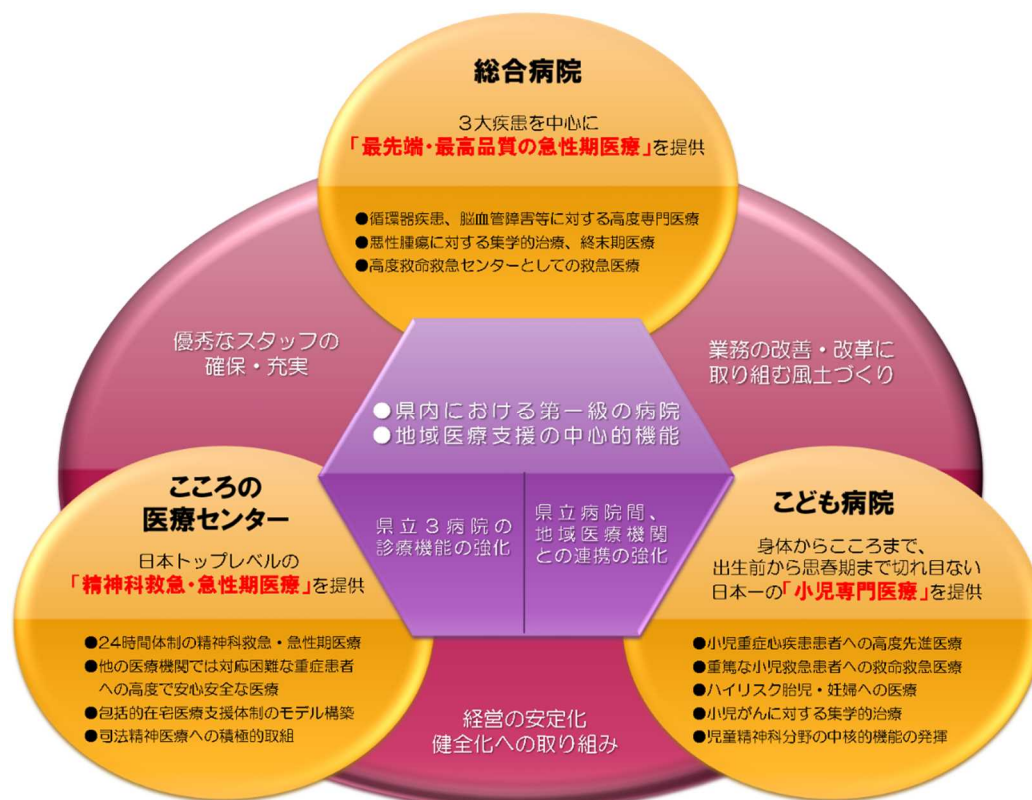 総合病院
3大疾患を中心に
「最先端・最高品質の急性期医療」を提供
●循環器疾患、脳血管障害等に対する高度専門医療
●悪性腫瘍に対する集学的治療、終末期医療
●高度救命救急センターとしての救急医療
優秀なスタッフの
確保・充実
業務の改善・改革に
取り組む風土づくり
●県内における第一級の病院
●地域医療支援の中心的機能
県立3病院の
診療機能の強化
県立病院間、
地域医療機関
との連携の強化
こころの
医療センター
日本トップレベルの
「精神科救急・急性期医療」を提供
●24時間体制の精神科救急・急性期医療
●他の医療機関では対応困難な重症患者
への高度で安心安全な医療
●包括的在宅医療支援体制のモデル構築
●司法精神医療への積極的取組
こども病院
身体からこころまで、
出生前から思春期まで切れ目ない
日本一の「小児専門医療」を提供
●小児重症心疾患患者への高度先進医療
●重篤な小児救急患者への救命救急医療
●ハイリスク胎児・妊婦への医療
●小児がんに対する集学的治療
●児童精神科分野の中核的機能の発揮
経営の安定化
健全化への取り組み